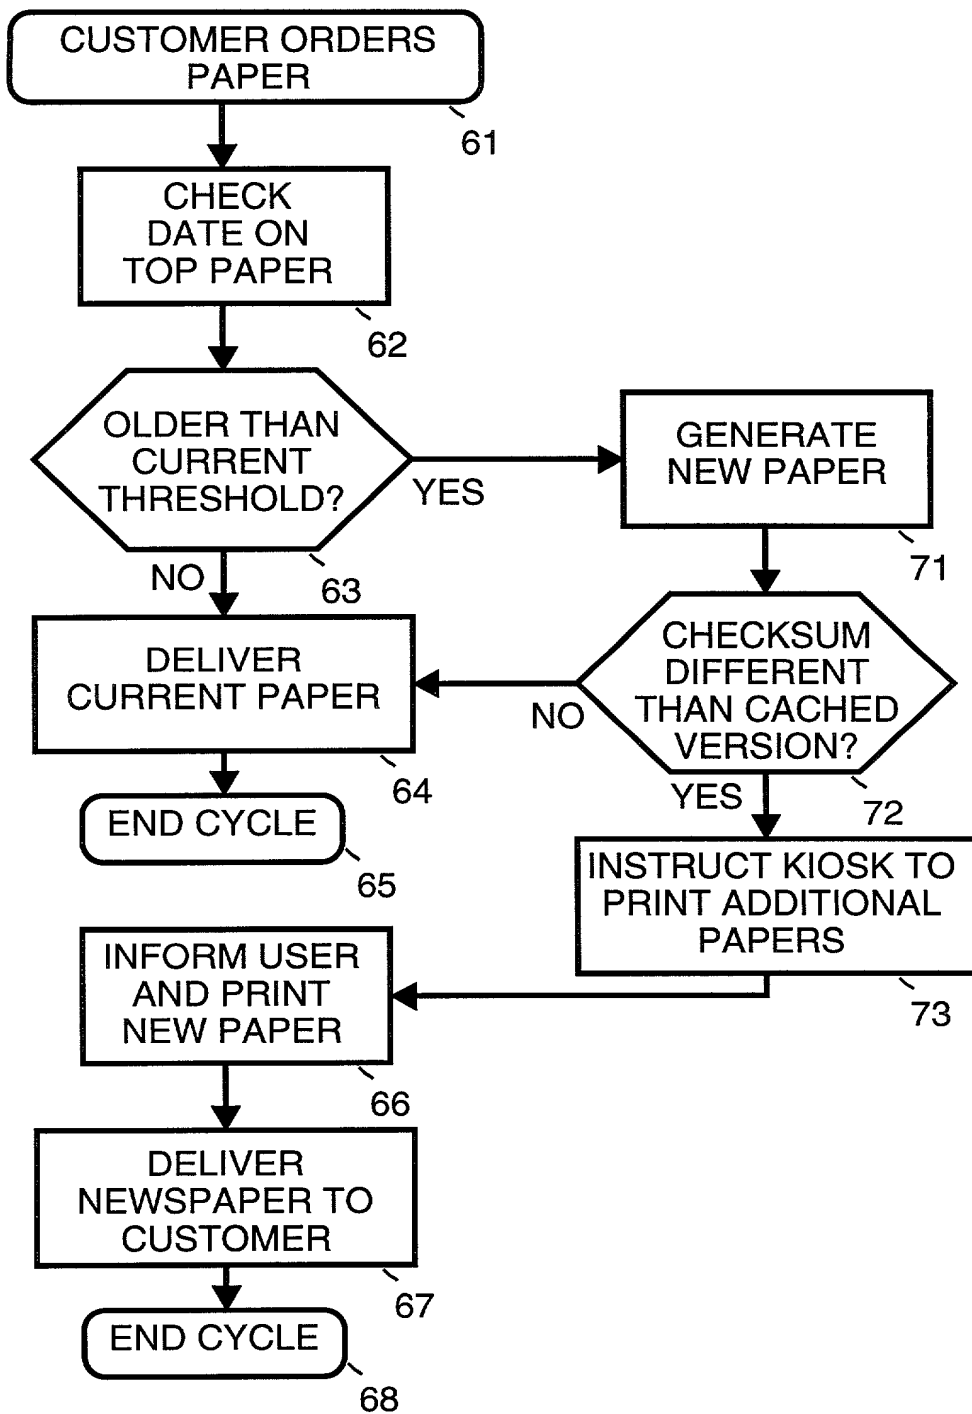 CUSTOMER ORDERS
PAPER
61
CHECK
DATE ON
TOP PAPER
62
OLDER THAN
CURRENT
THRESHOLD?
YES
NO
63
GENERATE
NEW PAPER
71
CHECKSUM
DIFFERENT
THAN CACHED
VERSION?
NO
YES
72
DELIVER
CURRENT PAPER
64
END CYCLE
65
INSTRUCT KIOSK TO
PRINT ADDITIONAL
PAPERS
73
INFORM USER
AND PRINT
NEW PAPER
66
DELIVER
NEWSPAPER TO
CUSTOMER
67
END CYCLE
68